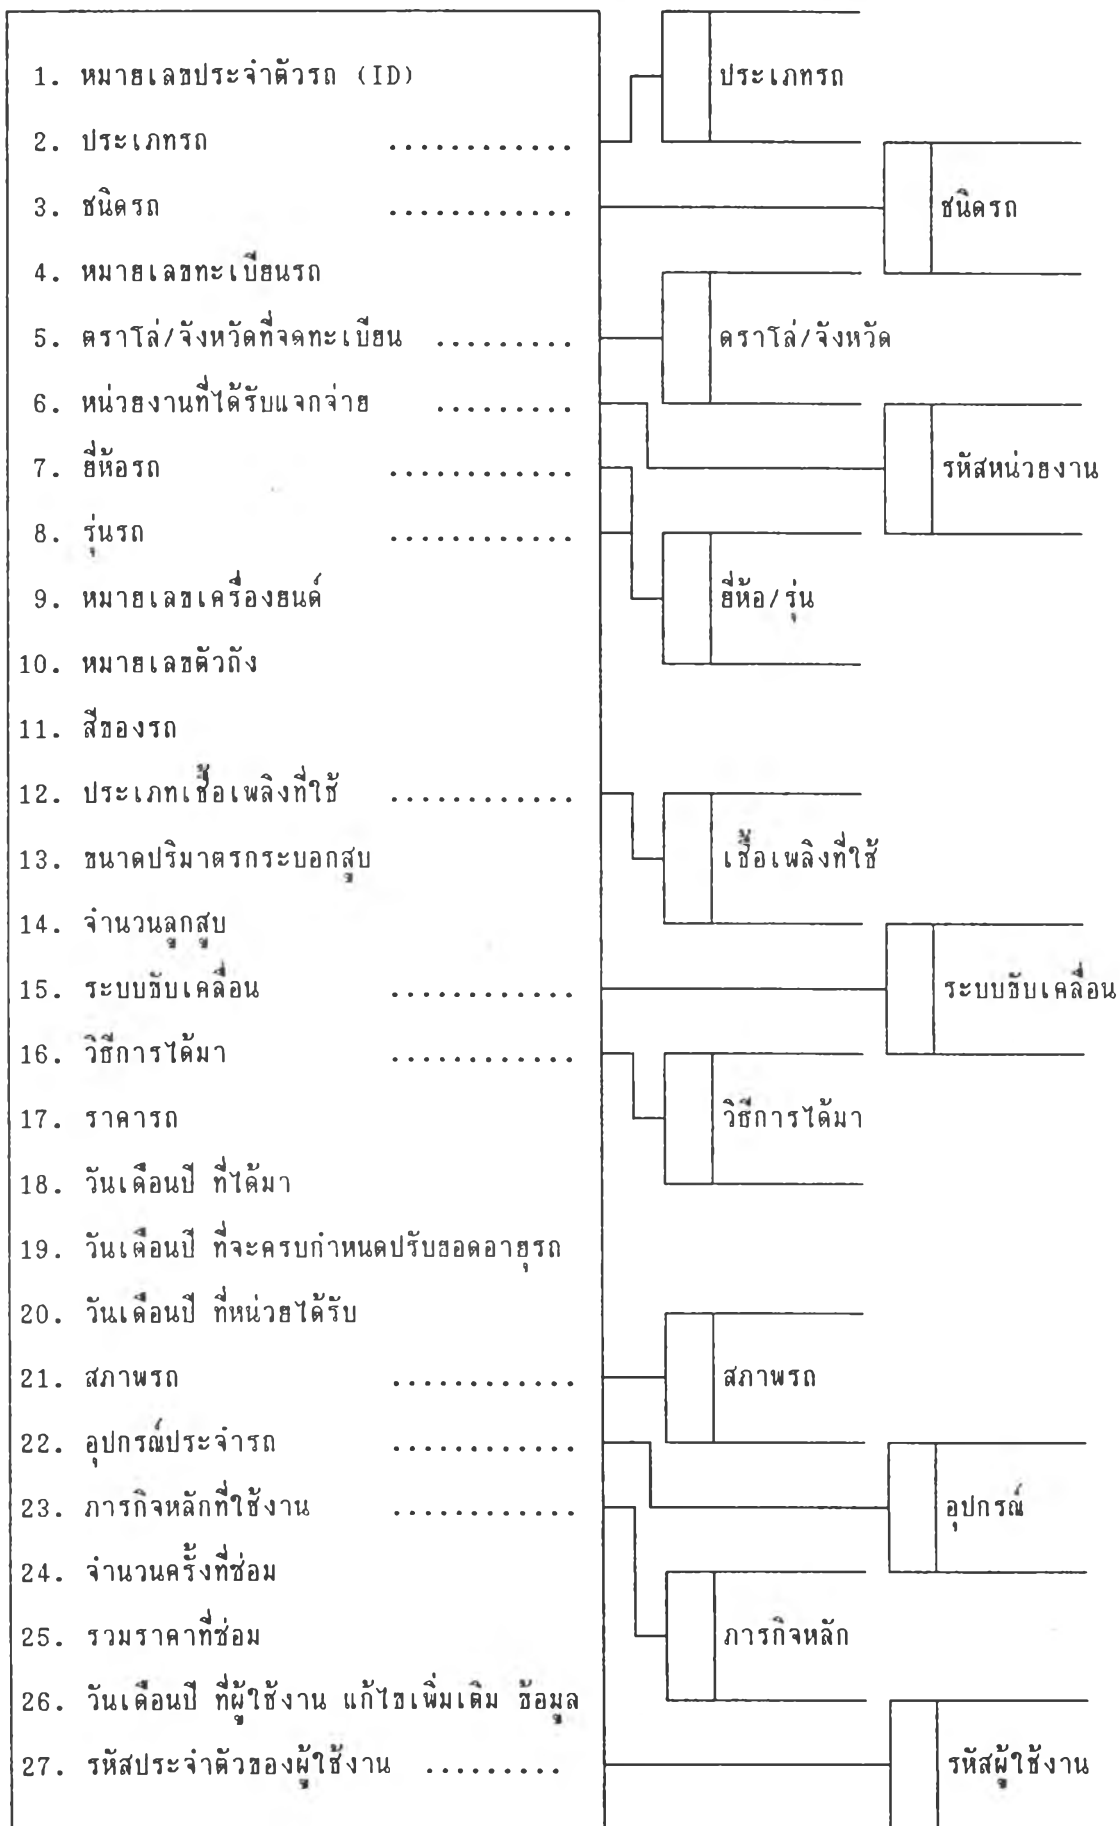 1. หมายเลขประจำตัวรถ (ID)
ประเภทรถ
2. ประเภทรถ ............
3. ชนิดรถ ............
ชนิดรถ
4. หมายเลขทะเบียนรถ
5. ตราโล่/จังหวัดที่จดทะเบียน .........
ตราโล่/จังหวัด
6. หน่วยงานที่ได้รับแจกจ่าย .........
7. ยี่ห้อรถ ............
รหัสหน่วยงาน
8. รุ่นรถ ............
9. หมายเลขเครื่องยนต์
ยี่ห้อ/รุ่น
10. หมายเลขตัวถัง
11. สีของรถ
12. ประเภทเชื้อเพลิงที่ใช้ ............
13. ขนาดปริมาตรกระบอกสูบ
เชื้อเพลิงที่ใช้
14. จำนวนลูกสูบ
15. ระบบขับเคลื่อน ............
ระบบขับเคลื่อน
16. วิธีการได้มา ............
17. ราคารถ
วิธีการได้มา
18. วันเดือนปี ที่ได้มา
19. วันเดือนปี ที่จะครบกำหนดปรับยอดอายุรถ
20. วันเดือนปี ที่หน่วยได้รับ
21. สภาพรถ ............
สภาพรถ
22. อุปกรณ์ประจำรถ ............
23. ภารกิจหลักที่ใช้งาน ............
อุปกรณ์
24. จำนวนครั้งที่ซ่อม
25. รวมราคาที่ซ่อม
ภารกิจหลัก
26. วันเดือนปี ที่ผู้ใช้งาน แก้ไขเพิ่มเติม ข้อมูล
27. รหัสประจำตัวของผู้ใช้งาน .........
รหัสผู้ใช้งาน